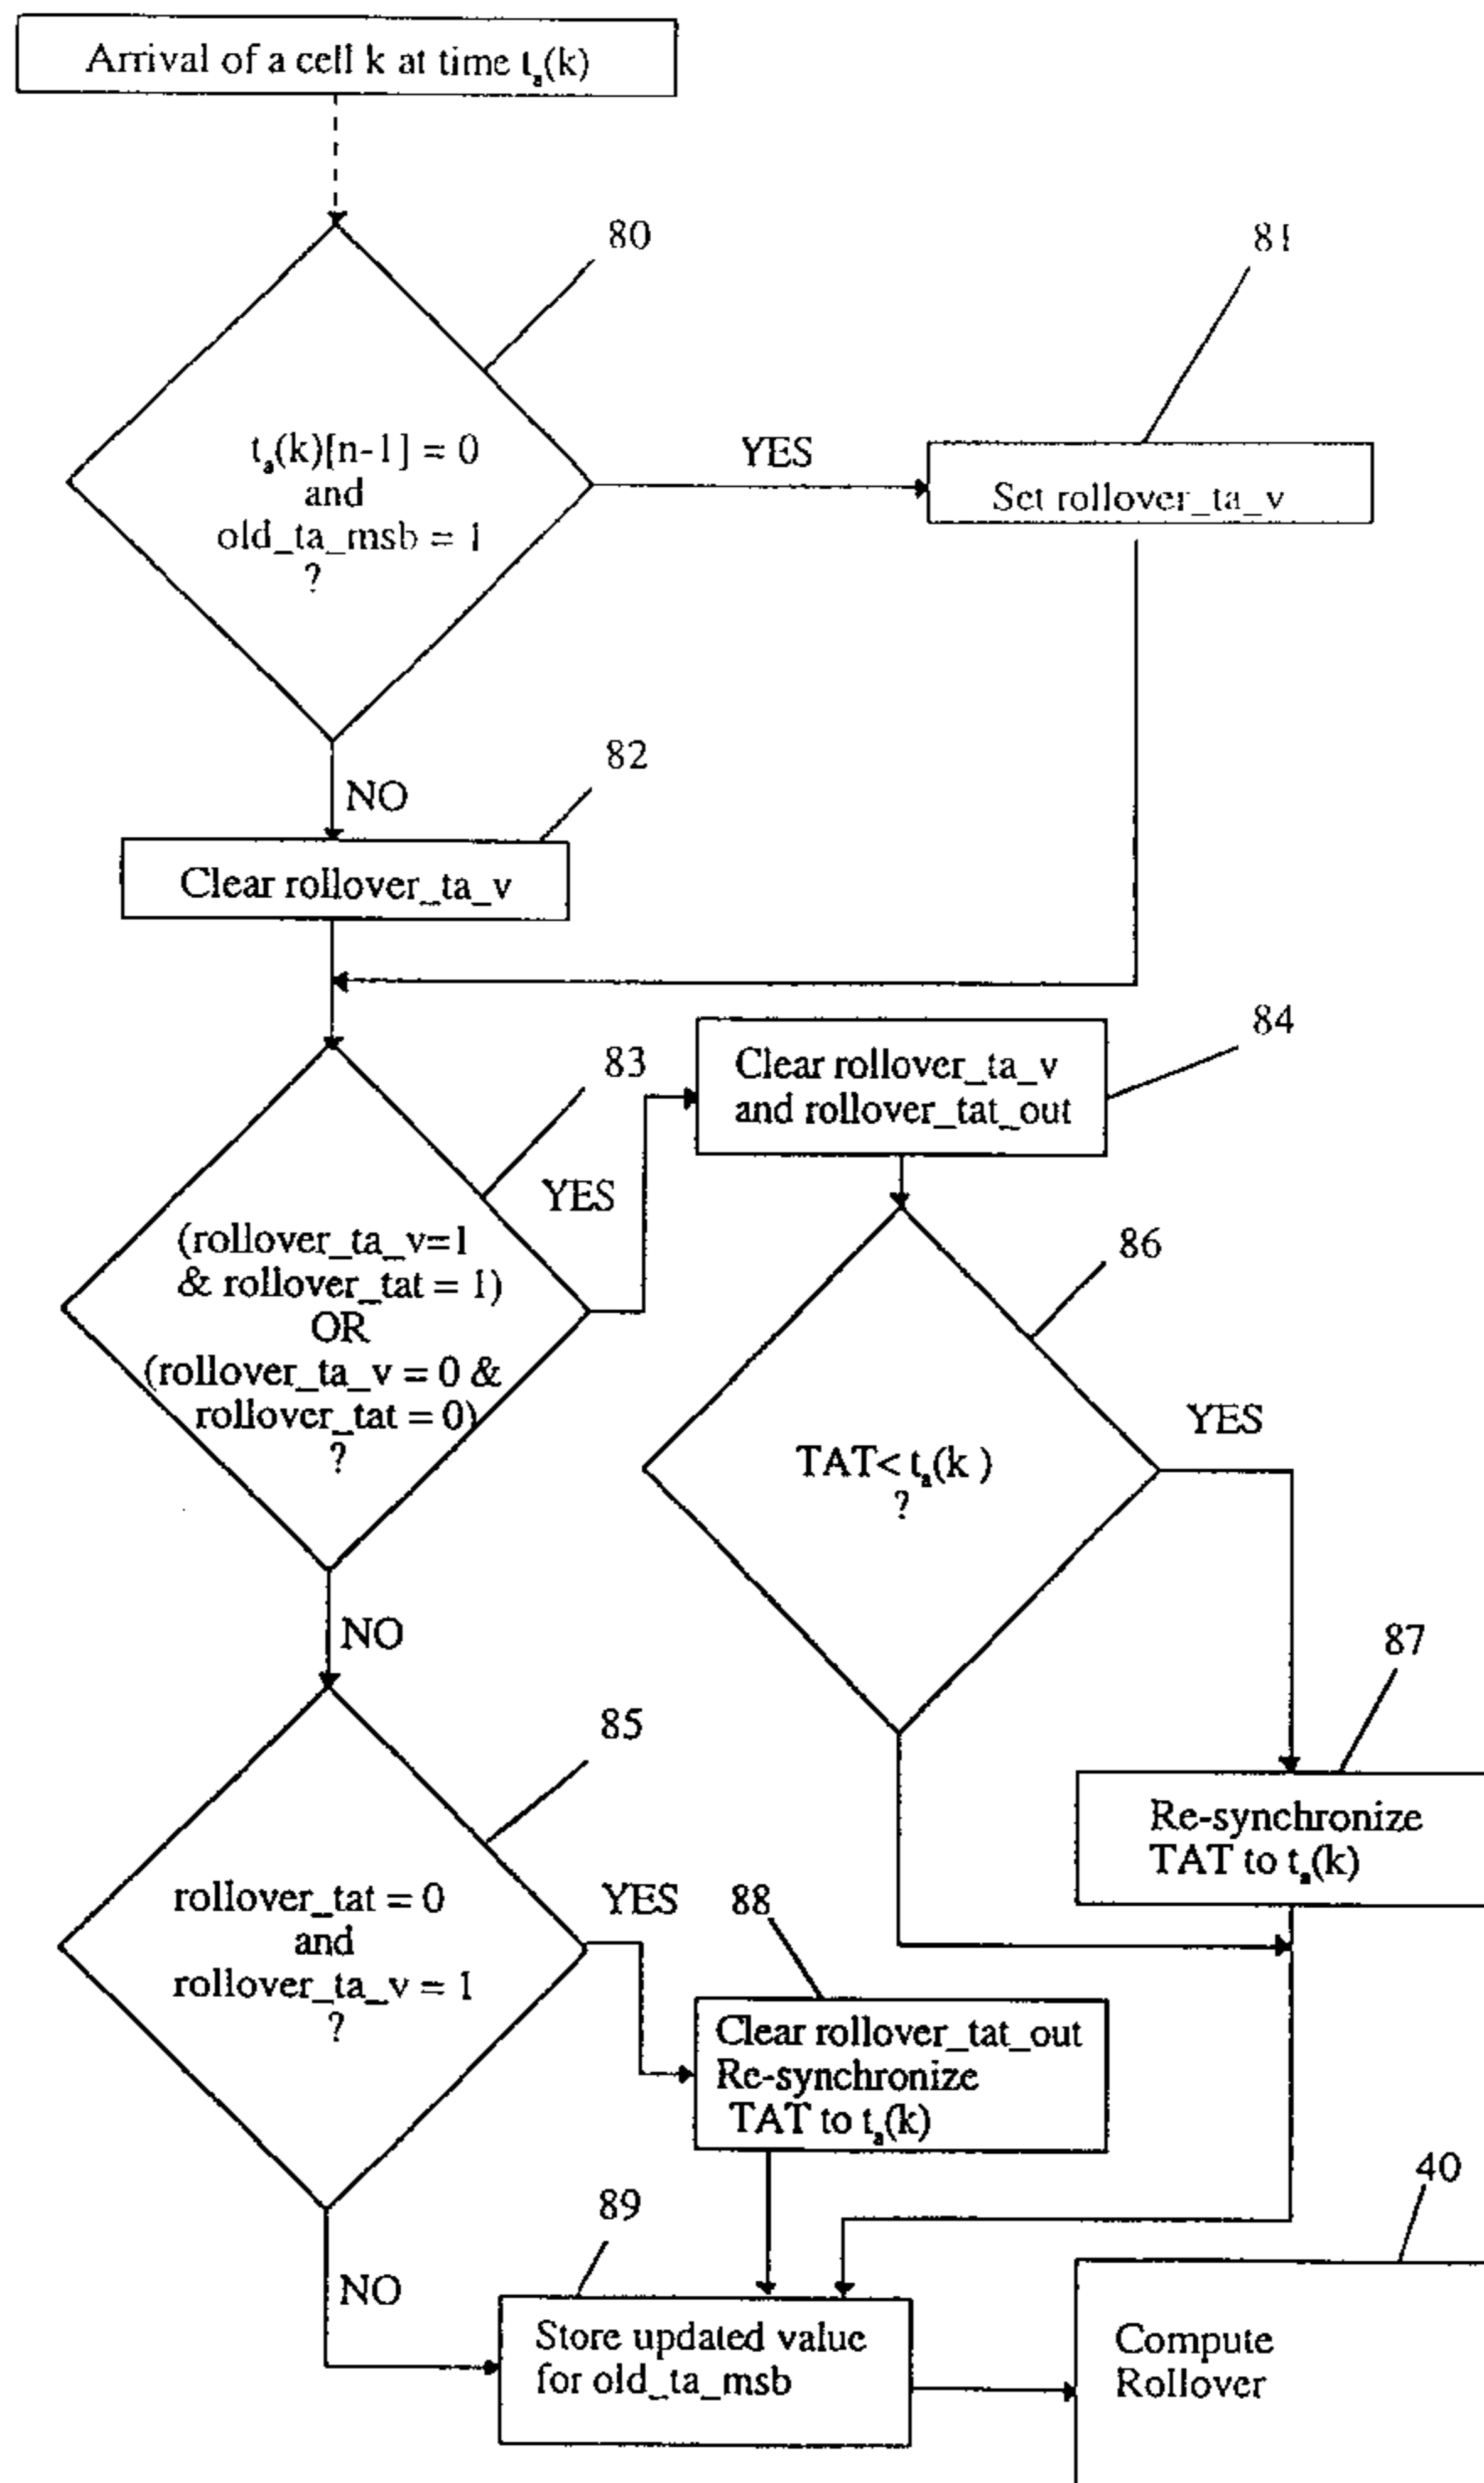 Arrival of a cell k at time tₐ(k)
80
81
tₐ(k)[n-1] = 0
and
old_ta_msb = 1
?
YES
Set rollover_ta_v
82
NO
Clear rollover_ta_v
83
84
Clear rollover_ta_v
and rollover_tat_out
YES
(rollover_ta_v=1
& rollover_tat = 1)
OR
(rollover_ta_v = 0 &
rollover_tat = 0)
?
86
TAT< tₐ(k )
?
YES
NO
87
Re-synchronize
TAT to tₐ(k)
85
rollover_tat = 0
and
rollover_ta_v = 1
?
YES
88
Clear rollover_tat_out
Re-synchronize
TAT to tₐ(k)
NO
89
Store updated value
for old_ta_msb
40
Compute
Rollover